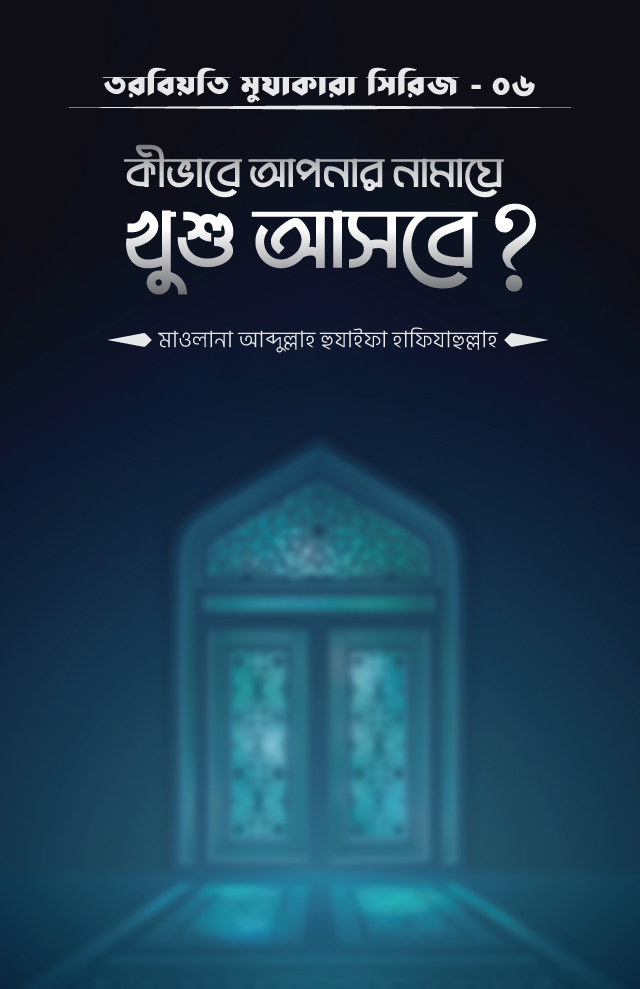 তরবিয়তি মুযাকারা সিরিজ - ০৬
কীভাবে আপনার নামাযে
খুশু আসবে?
মাওলানা আব্দুল্লাহ হুযাইফা হাফিযাহুল্লাহ